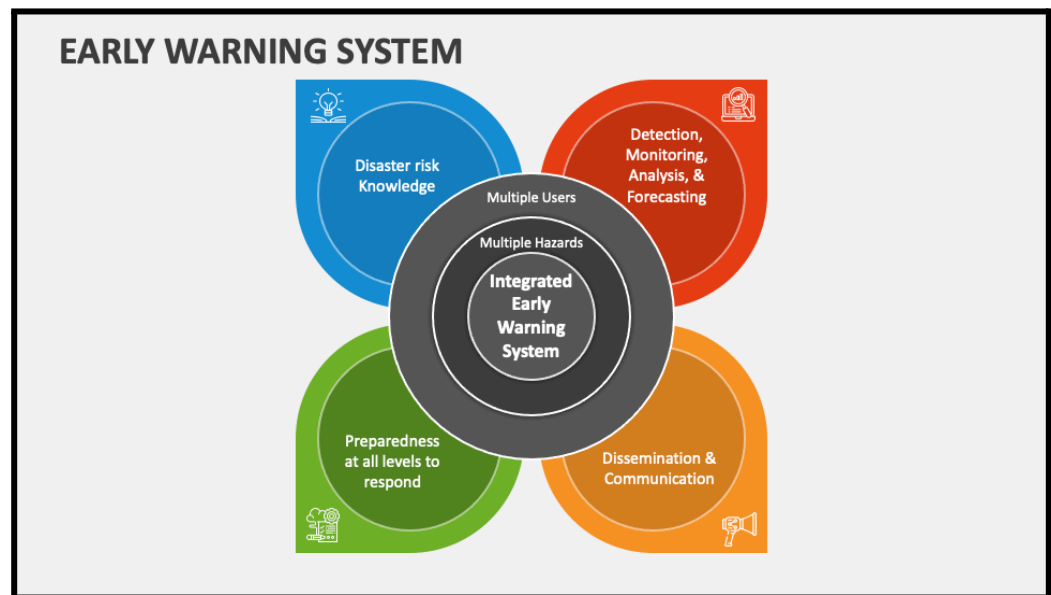 EARLY WARNING SYSTEM
Disaster risk
Knowledge
Detection,
Monitoring,
Analysis, &
Forecasting
Multiple Users
Multiple Hazards
Integrated
Early
Warning
System
Preparedness
at all levels to
respond
Dissemination &
Communication